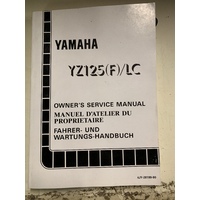 YAMAHA
YZ125(F)/LC
OWNER'S SERVICE MANUAL
MANUEL D'ATELIER DU
PROPRIETAIRE
FAHRER- UND
WARTUNGS-HANDBUCH